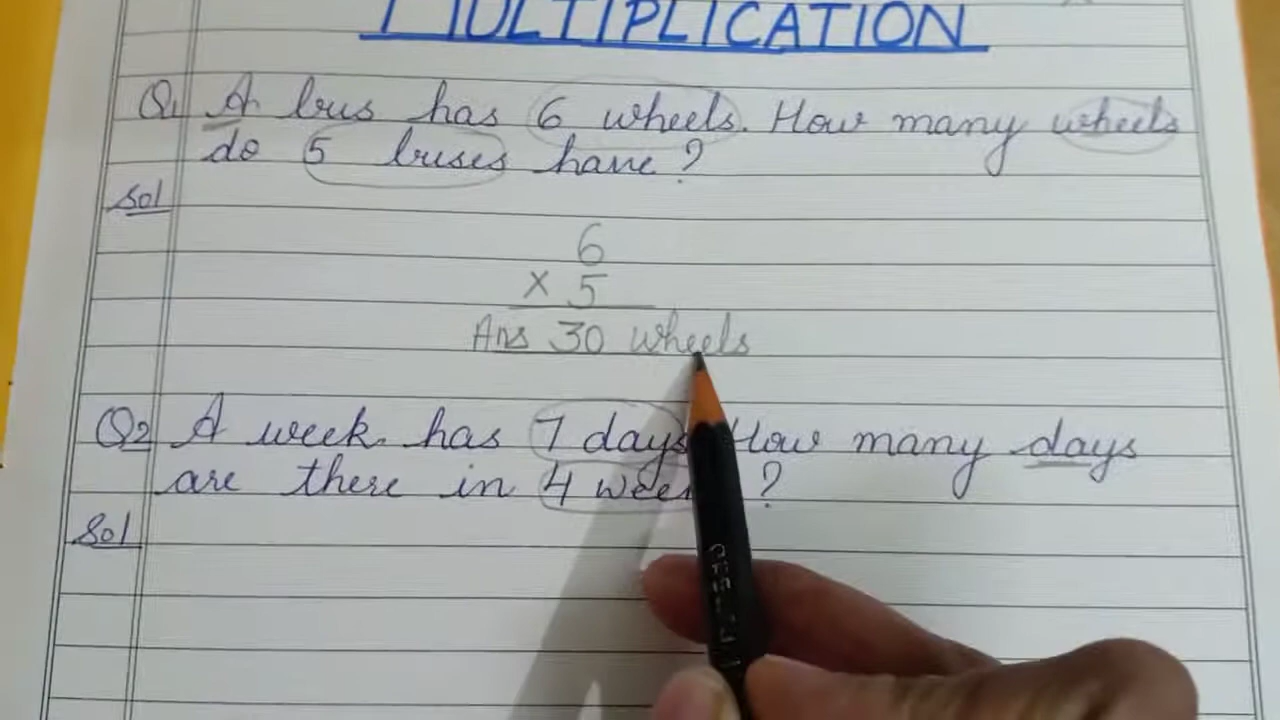 MULTIPLICATION
Q1 A bus has 6 wheels. How many wheels
do 5 buses have?
Sol
6
× 5
Ans 30 wheels
Q2 A week has 7 days How many days
are there in 4 ?
Sol